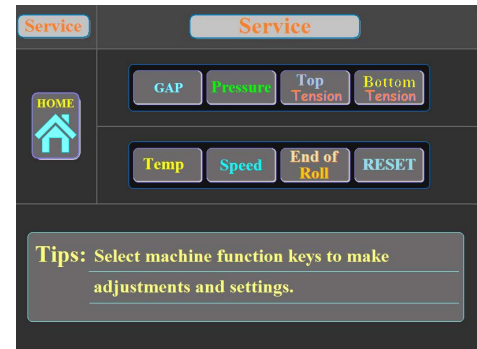 Service
Service
HOME
GAP
Pressure
Top
Tension
Bottom
Tension
Temp
Speed
End of
Roll
RESET
Tips: Select machine function keys to make
adjustments and settings.